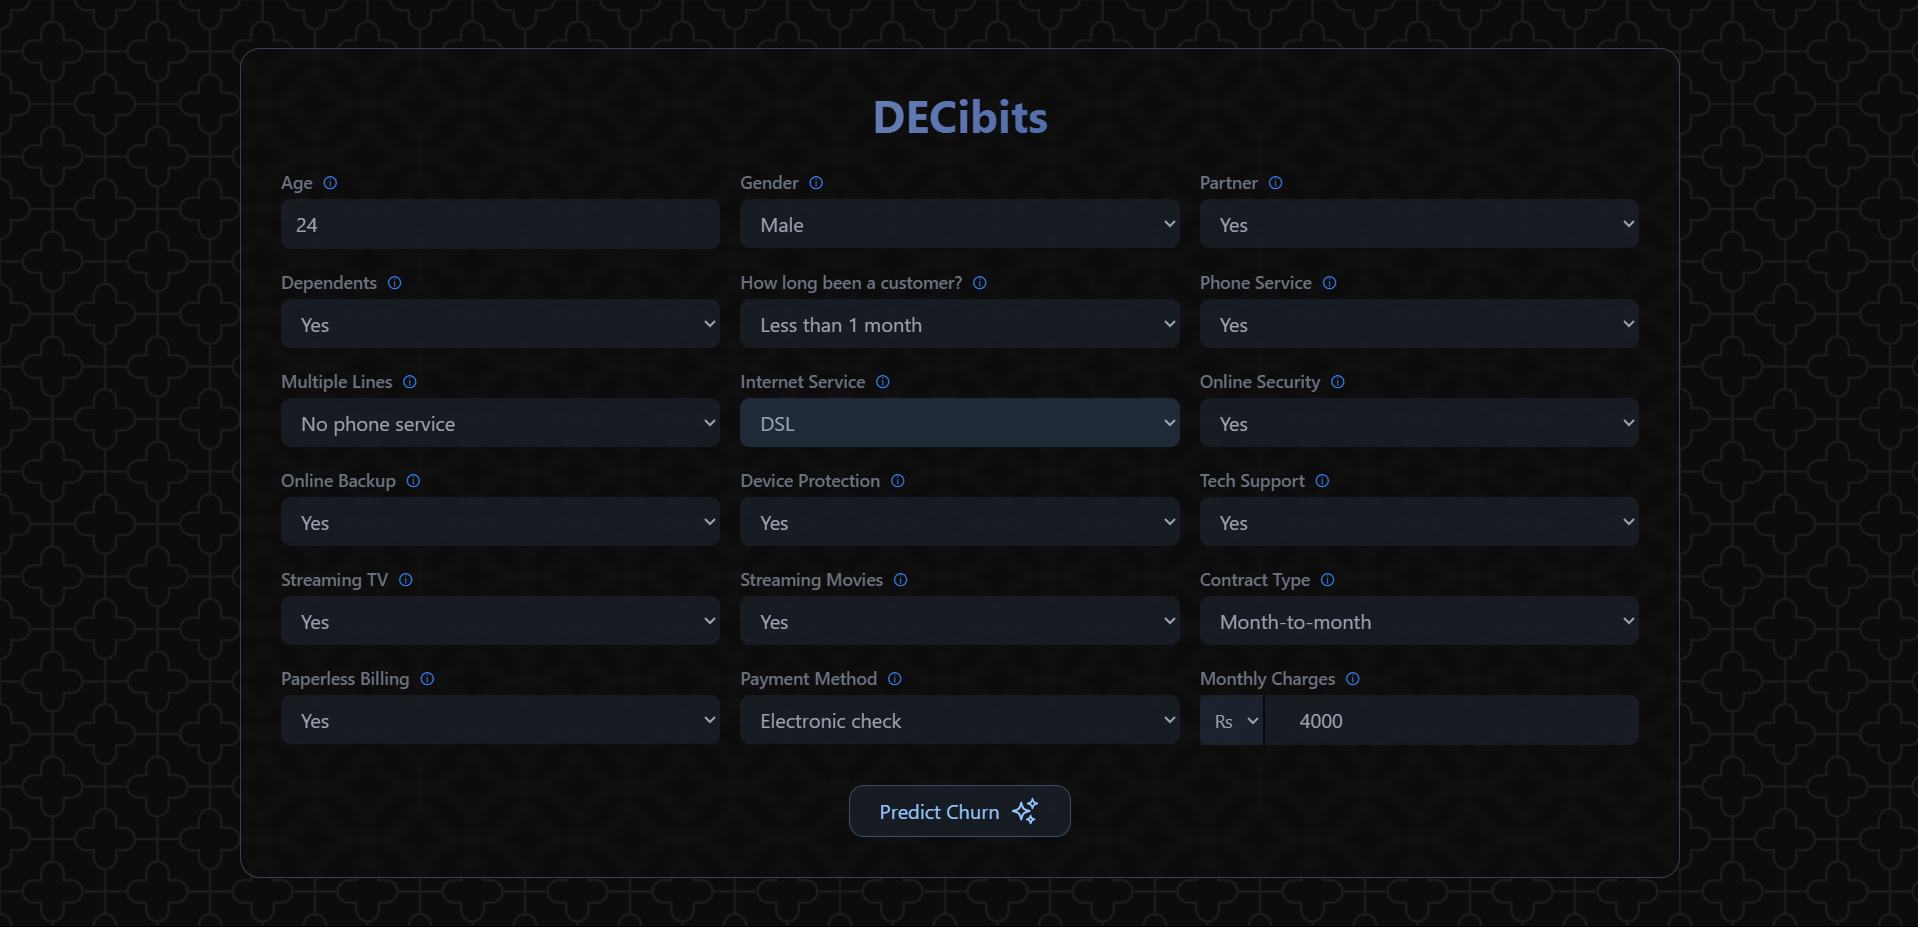 DECibits
Age Gender Partner
24 Male Yes
Dependents How long been a customer? Phone Service
Yes Less than 1 month Yes
Multiple Lines Internet Service Online Security
No phone service DSL Yes
Online Backup Device Protection Tech Support
Yes Yes Yes
Streaming TV Streaming Movies Contract Type
Yes Yes Month-to-month
Paperless Billing Payment Method Monthly Charges
Yes Electronic check Rs 4000
Predict Churn